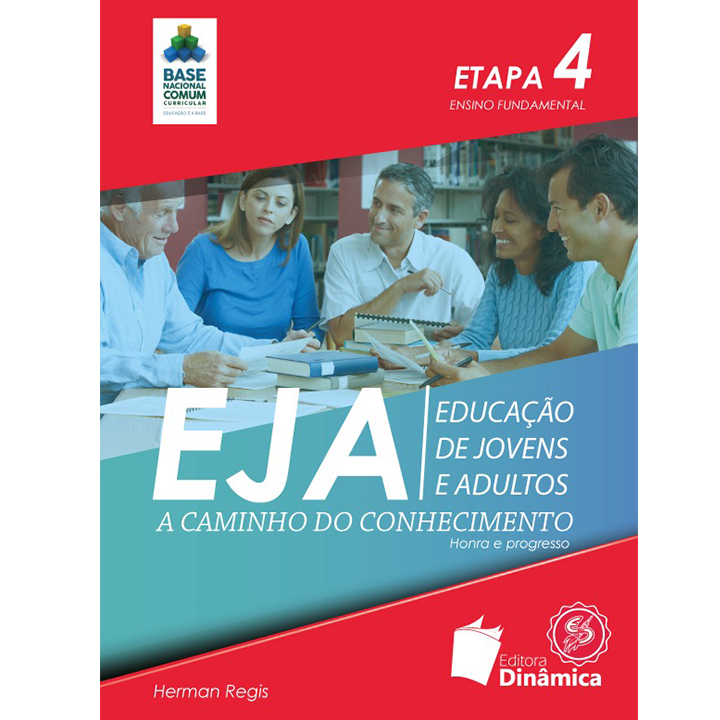 BASE
NACIONAL
COMUM
CURRICULAR
EDUCAÇÃO É A BASE
ETAPA 4
ENSINO FUNDAMENTAL
EJA
EDUCAÇÃO
DE JOVENS
E ADULTOS
A CAMINHO DO CONHECIMENTO
Honra e progresso
Editora
Dinâmica
Herman Regis